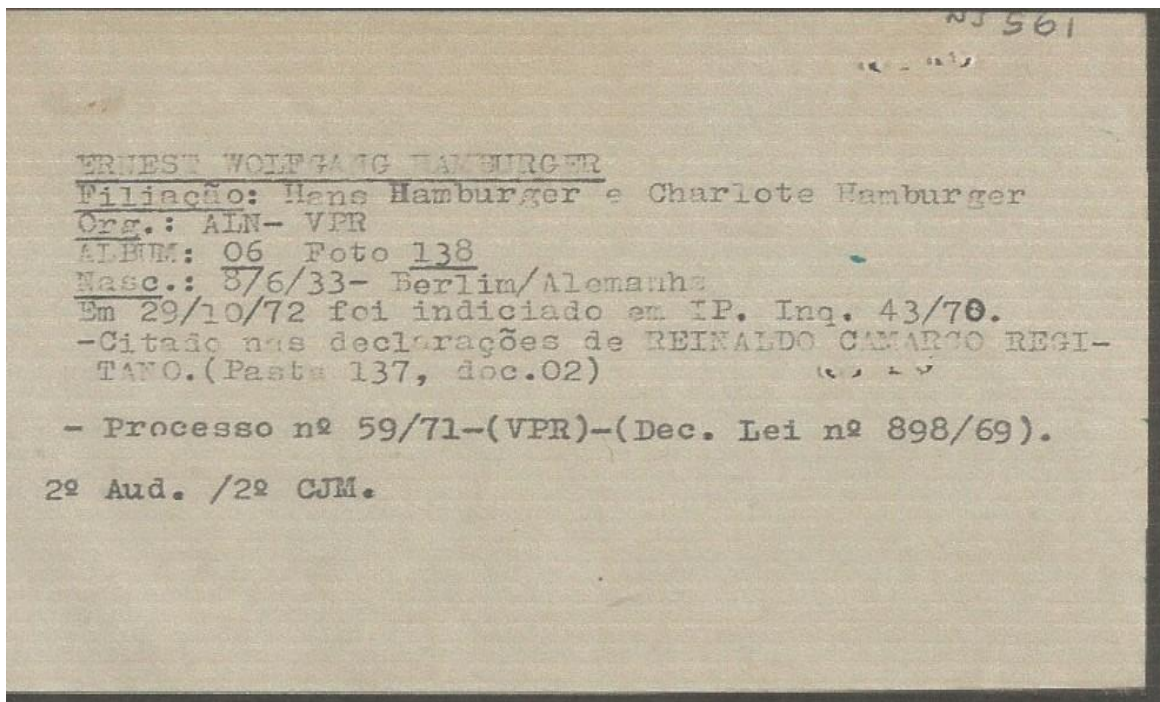 NJ 561
ERNEST WOLFGANG HAMBURGER
Filiação: Hans Hamburger e Charlote Hamburger
Org.: ALN- VPR
ALBUM: 06 Foto 138
Nasc.: 8/6/33- Berlim/Alemanha
Em 29/10/72 foi indiciado em IP. Inq. 43/70.
-Citado nas declarações de REINALDO CAMARGO REGI-
TANO.(Pasta 137, doc.02)
- Processo nº 59/71-(VPR)-(Dec. Lei nº 898/69).
2º Aud. /2º CJM.